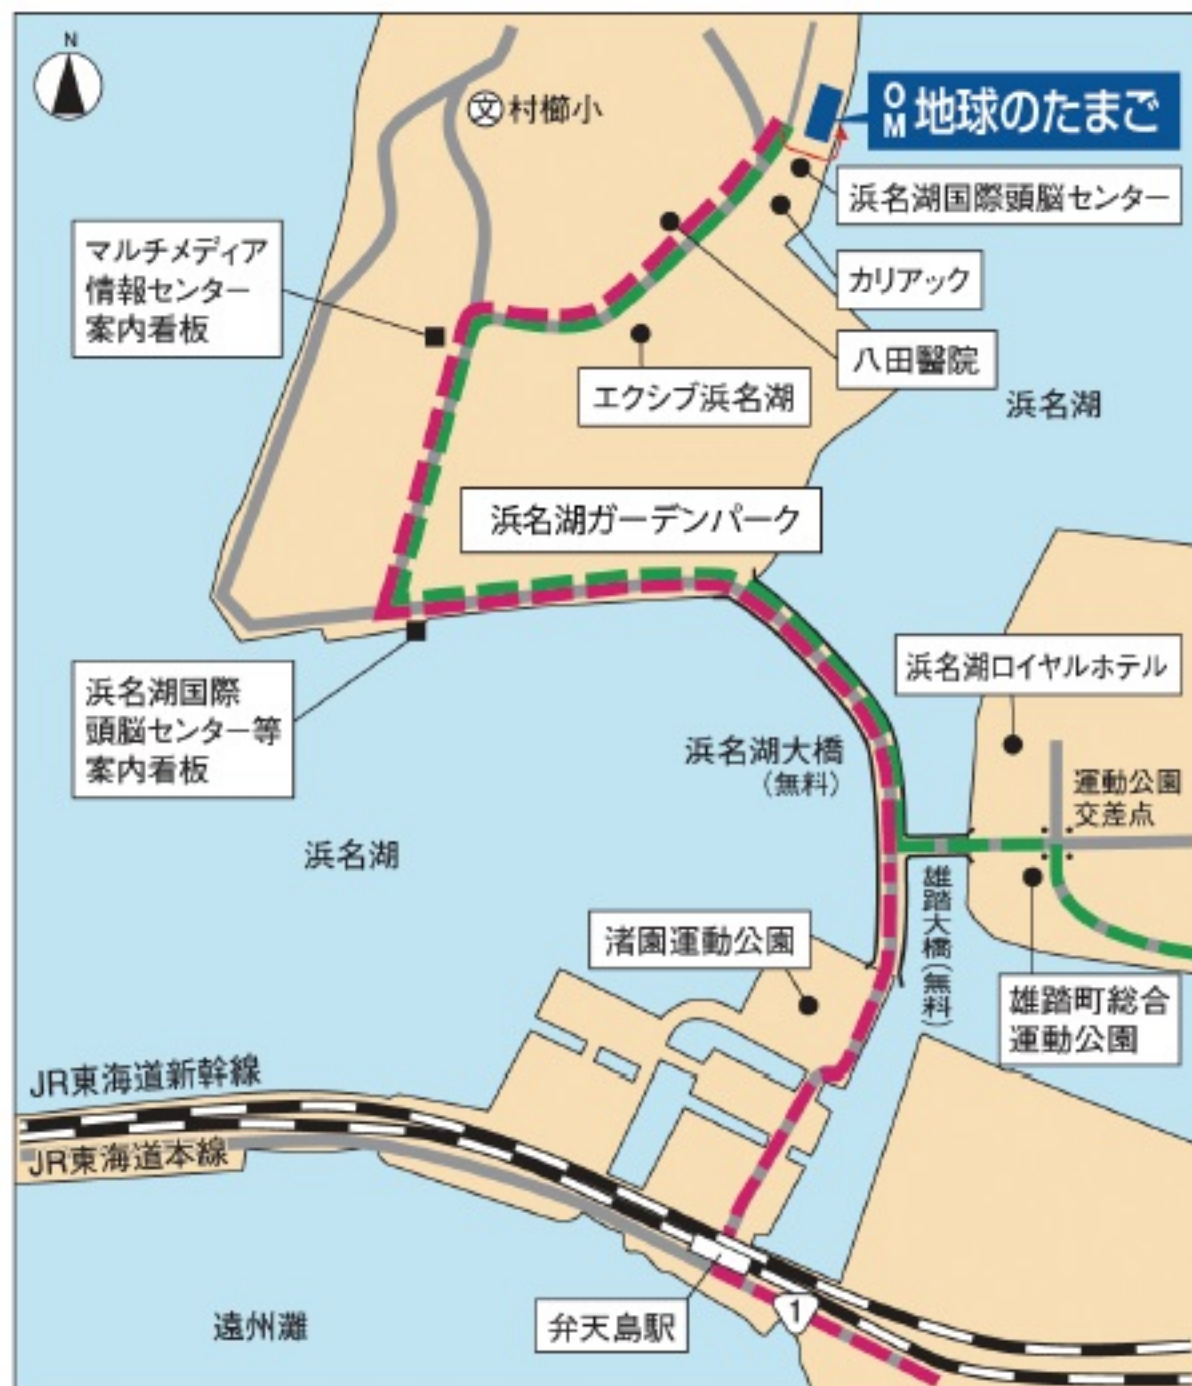 N
村櫛小
OM 地球のたまご
浜名湖国際頭脳センター
カリアック
八田醫院
マルチメディア
情報センター
案内看板
エクシブ浜名湖
浜名湖
浜名湖ガーデンパーク
浜名湖国際
頭脳センター等
案内看板
浜名湖ロイヤルホテル
浜名湖大橋
(無料)
運動公園
交差点
浜名湖
雄踏大橋(無料)
渚園運動公園
雄踏町総合
運動公園
JR東海道新幹線
JR東海道本線
遠州灘
弁天島駅
1
文